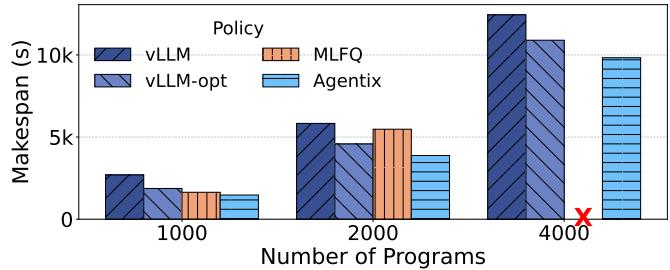 Policy
vLLM
MLFQ
vLLM-opt
Agentix
Makespan (s)
10k
5k
0
X
1000
2000
4000
Number of Programs